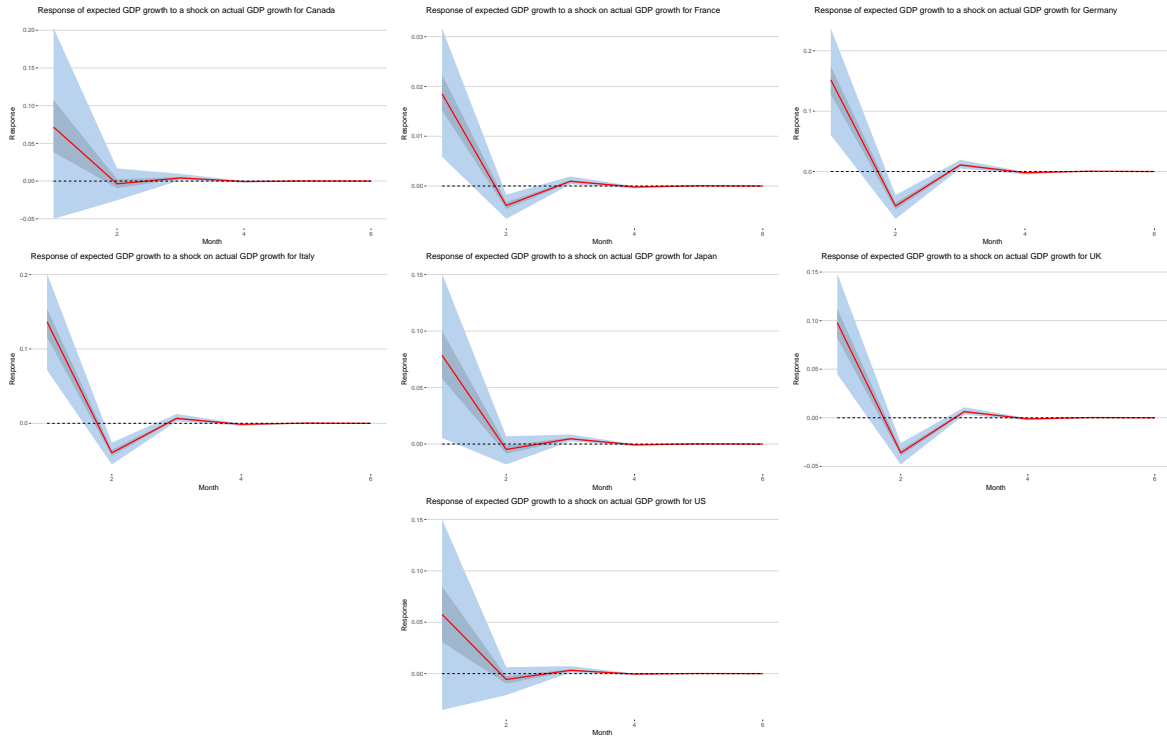 Response of expected GDP growth to a shock on actual GDP growth for Canada
0.20
0.15
0.10
0.05
0.00
−0.05
Response
2
4
6
Month
Response of expected GDP growth to a shock on actual GDP growth for France
0.03
0.02
0.01
0.00
Response
2
4
6
Month
Response of expected GDP growth to a shock on actual GDP growth for Germany
0.2
0.1
0.0
Response
2
4
6
Month
Response of expected GDP growth to a shock on actual GDP growth for Italy
0.2
0.1
0.0
Response
2
4
6
Month
Response of expected GDP growth to a shock on actual GDP growth for Japan
0.15
0.10
0.05
0.00
Response
2
4
6
Month
Response of expected GDP growth to a shock on actual GDP growth for UK
0.15
0.10
0.05
0.00
−0.05
Response
2
4
6
Month
Response of expected GDP growth to a shock on actual GDP growth for US
0.15
0.10
0.05
0.00
Response
2
4
6
Month